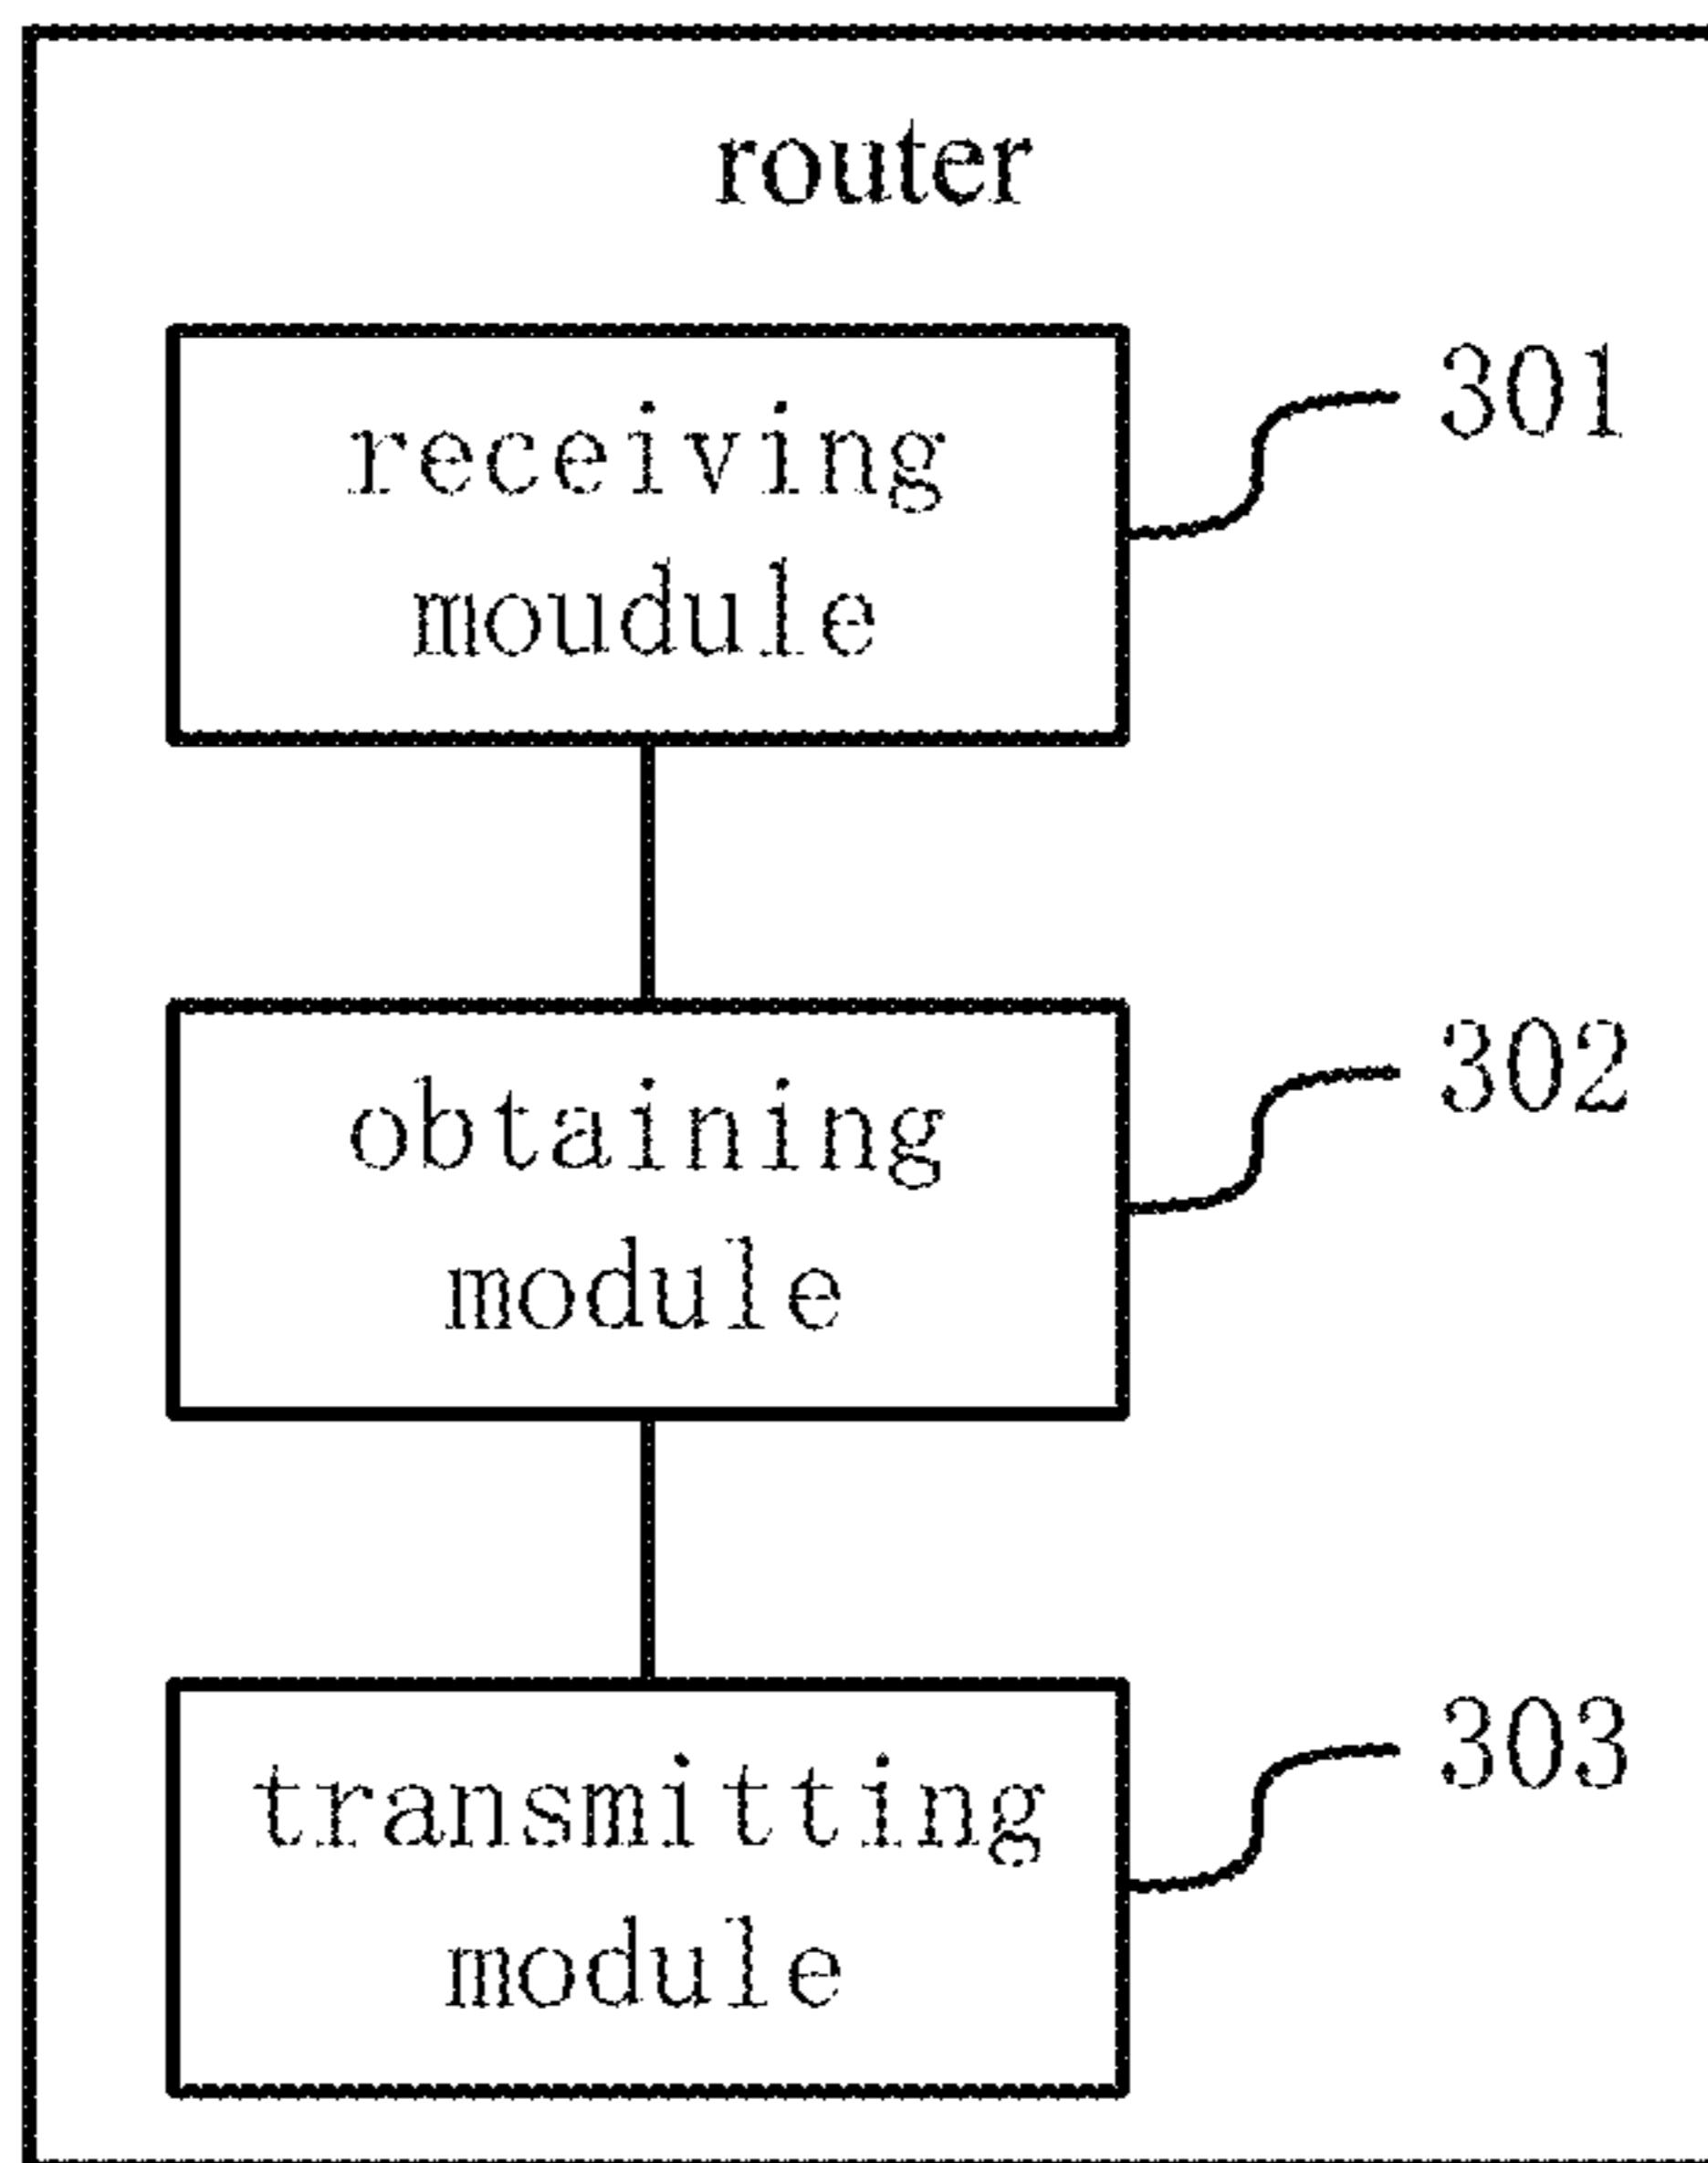 router
receiving
moudule
301
obtaining
module
302
transmitting
module
303